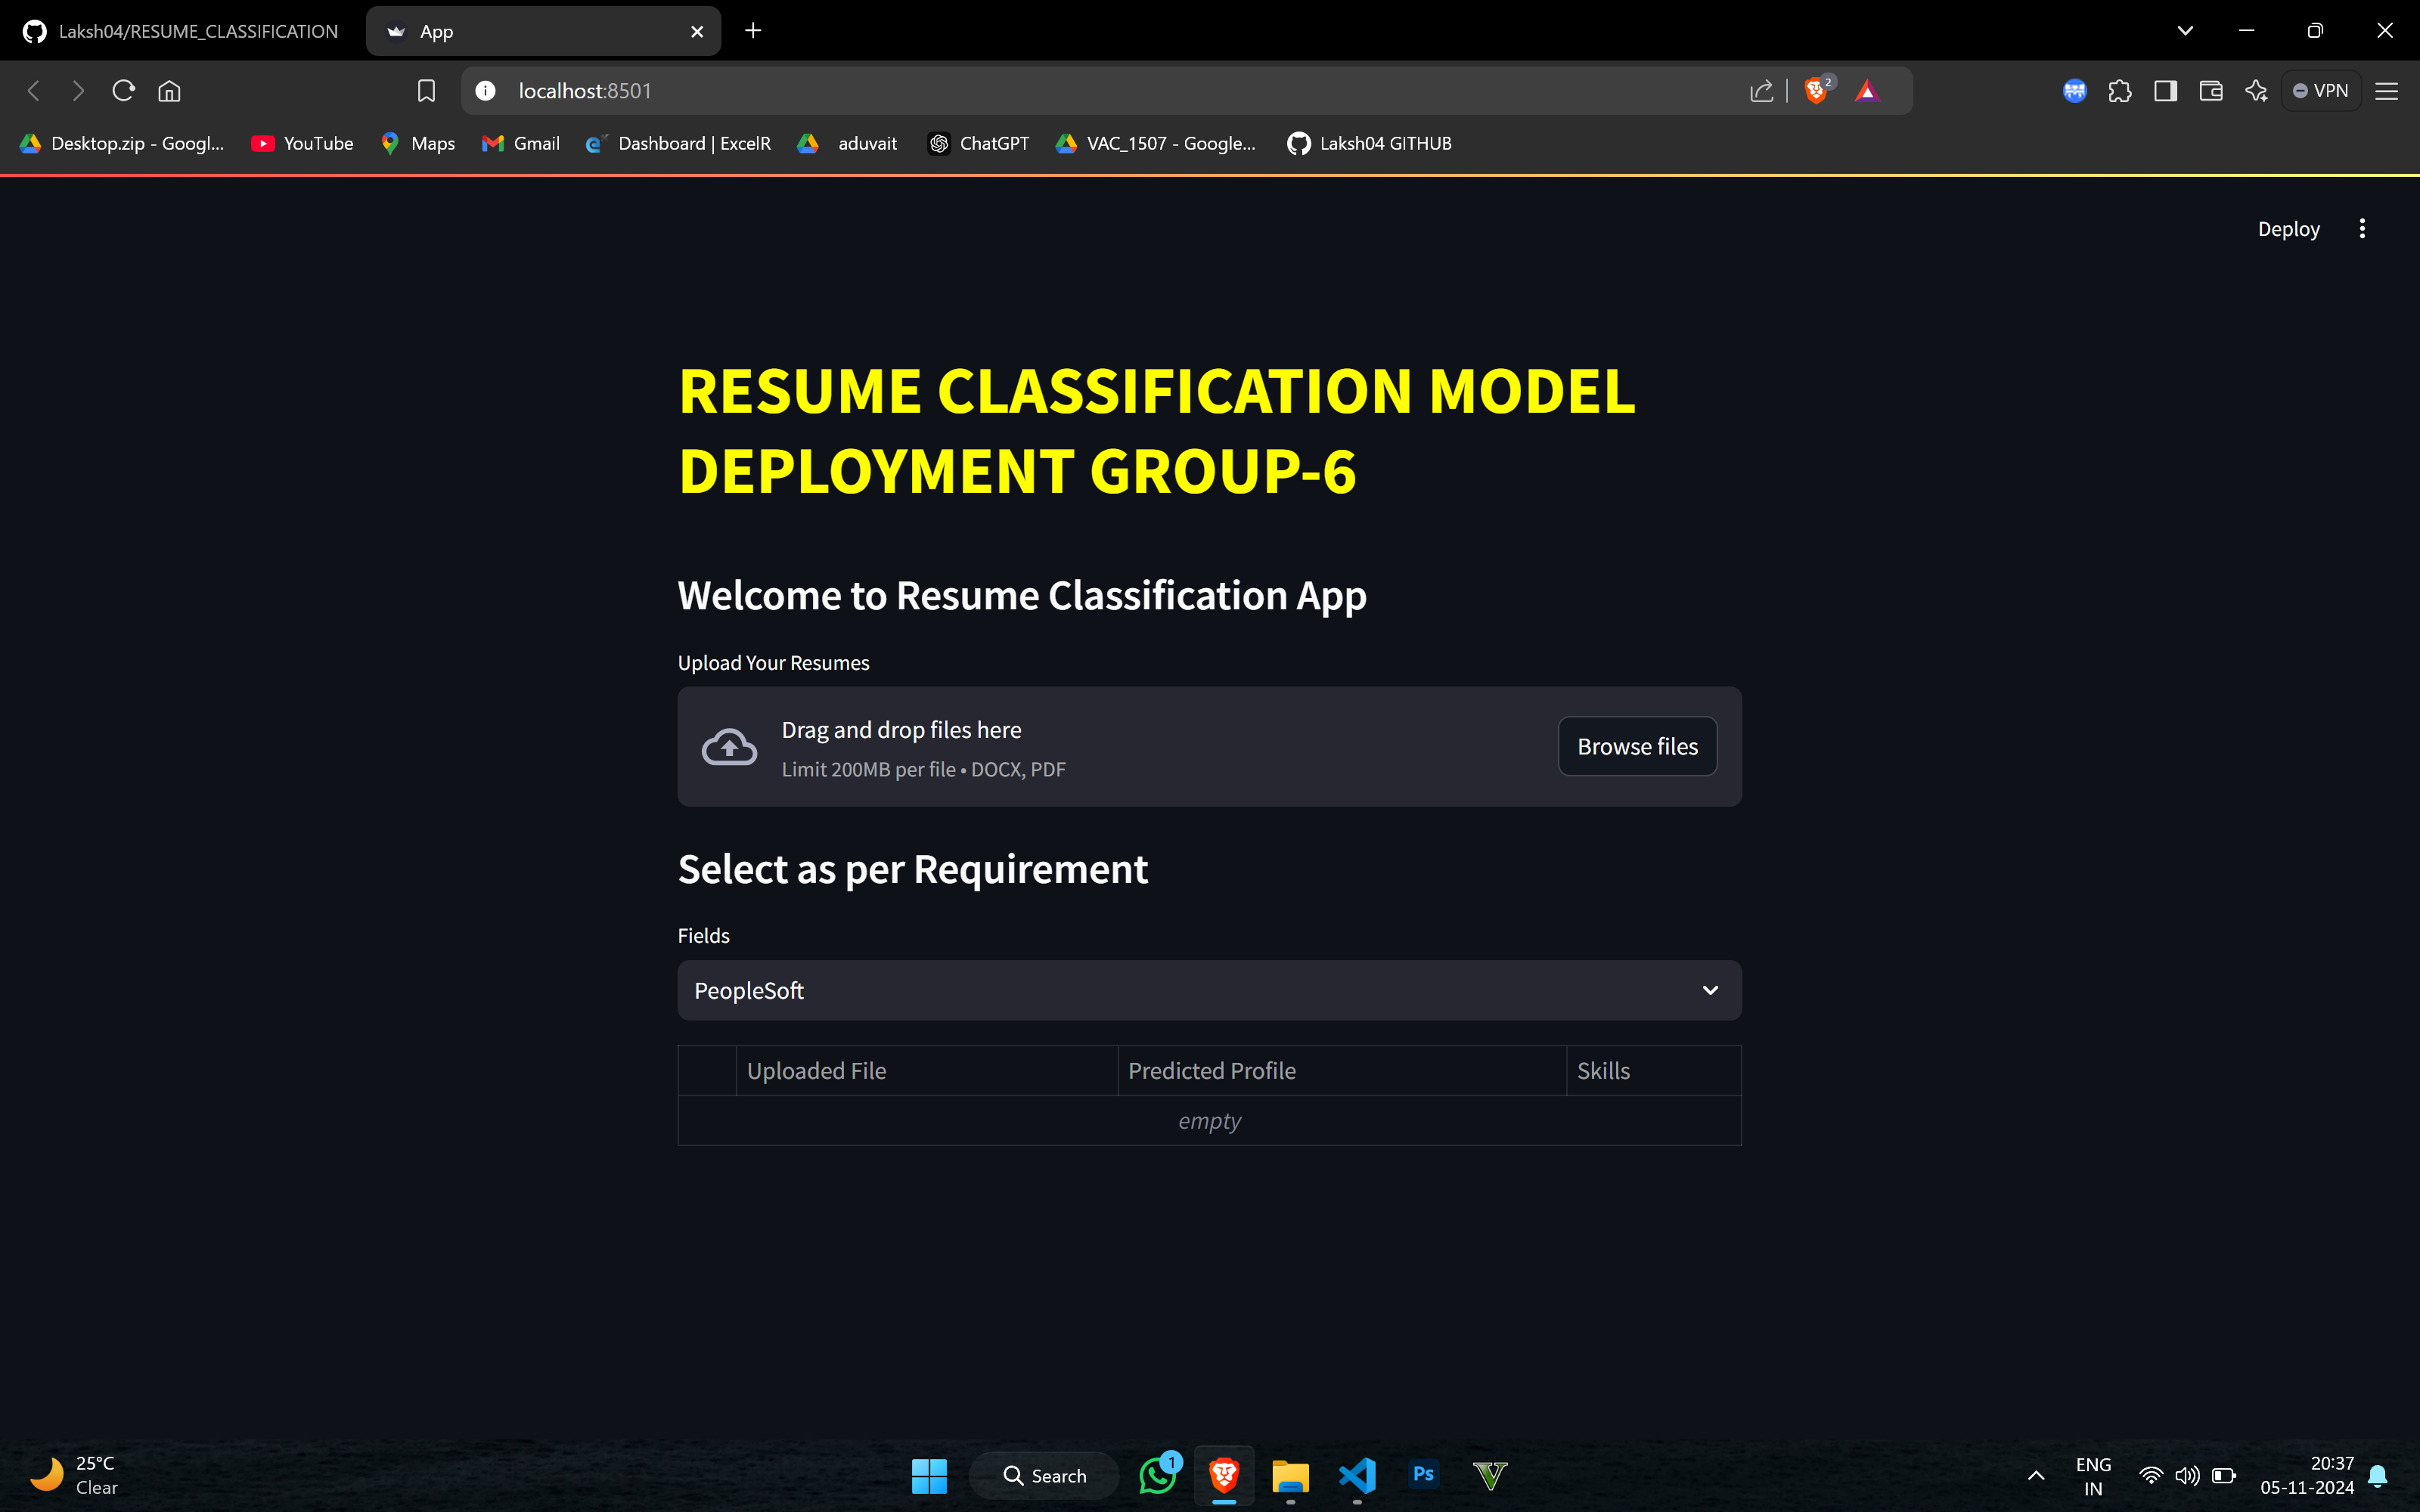 Laksh04/RESUME_CLASSIFICATION
App
localhost:8501
2
VPN
Desktop.zip - Googl...
YouTube
Maps
Gmail
Dashboard | ExcelR
aduvait
ChatGPT
VAC_1507 - Google...
Laksh04 GITHUB
Deploy
RESUME CLASSIFICATION MODEL
DEPLOYMENT GROUP-6
Welcome to Resume Classification App
Upload Your Resumes
Drag and drop files here
Limit 200MB per file • DOCX, PDF
Browse files
Select as per Requirement
Fields
PeopleSoft
Uploaded File
Predicted Profile
Skills
empty
25°C
Clear
Search
1
Ps
V
ENG
IN
20:37
05-11-2024